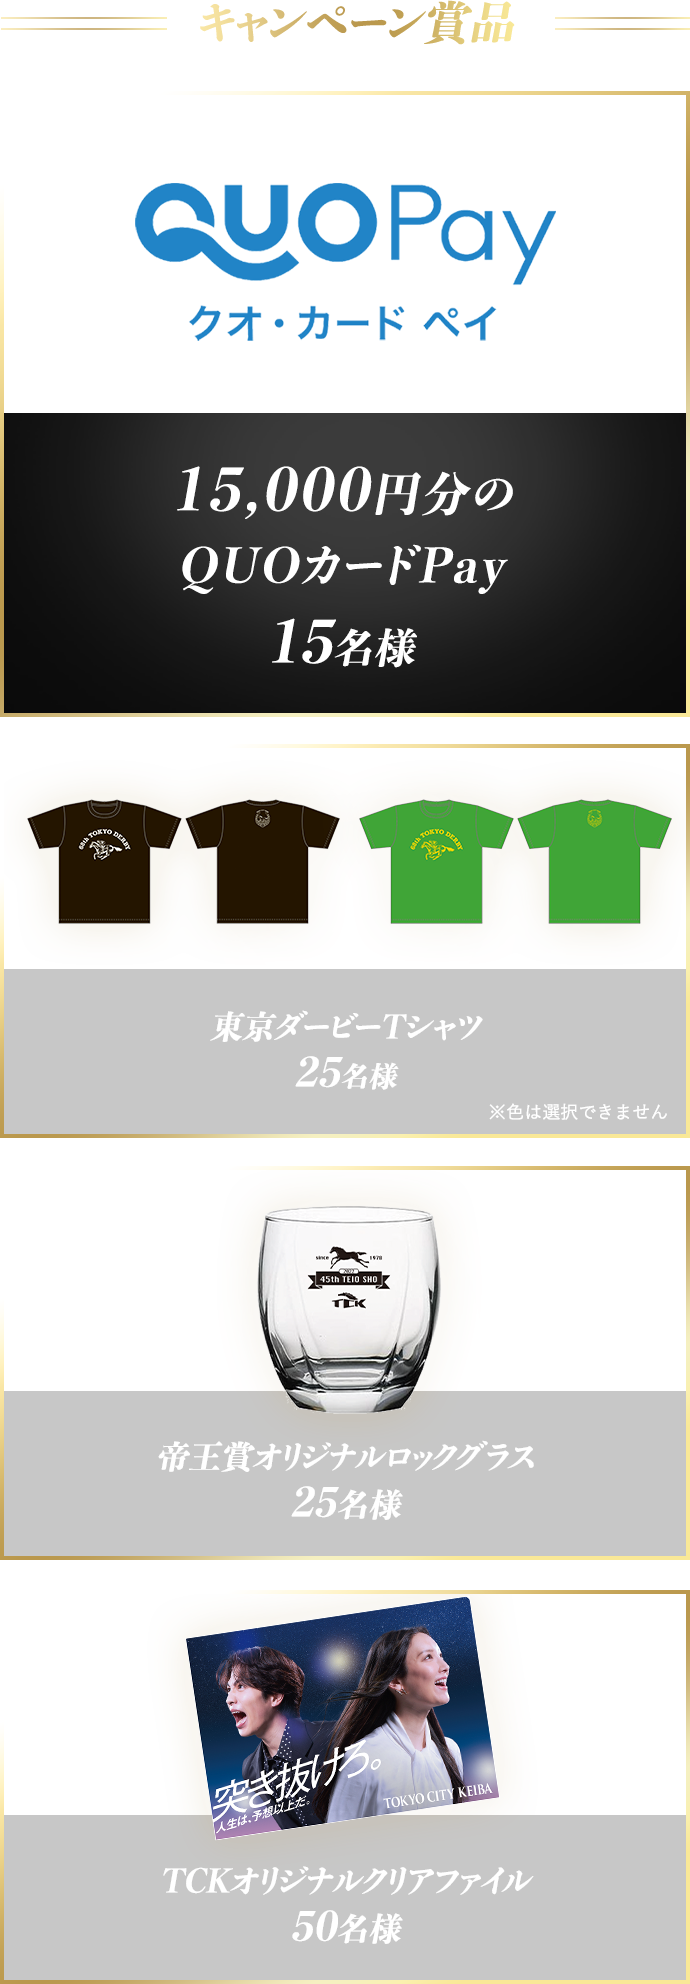 キャンペーン賞品
QUO Pay
クオ・カード ペイ
15,000円分の
QUOカードPay
15名様
68th TOKYO DERBY
68th TOKYO DERBY
東京ダービーTシャツ
25名様
※色は選択できません
since 1978
2022
45th TEIO SHO
TCK
帝王賞オリジナルロックグラス
25名様
突き抜けろ。
人生は、予想以上だ。
TOKYO CITY KEIBA
TCKオリジナルクリアファイル
50名様